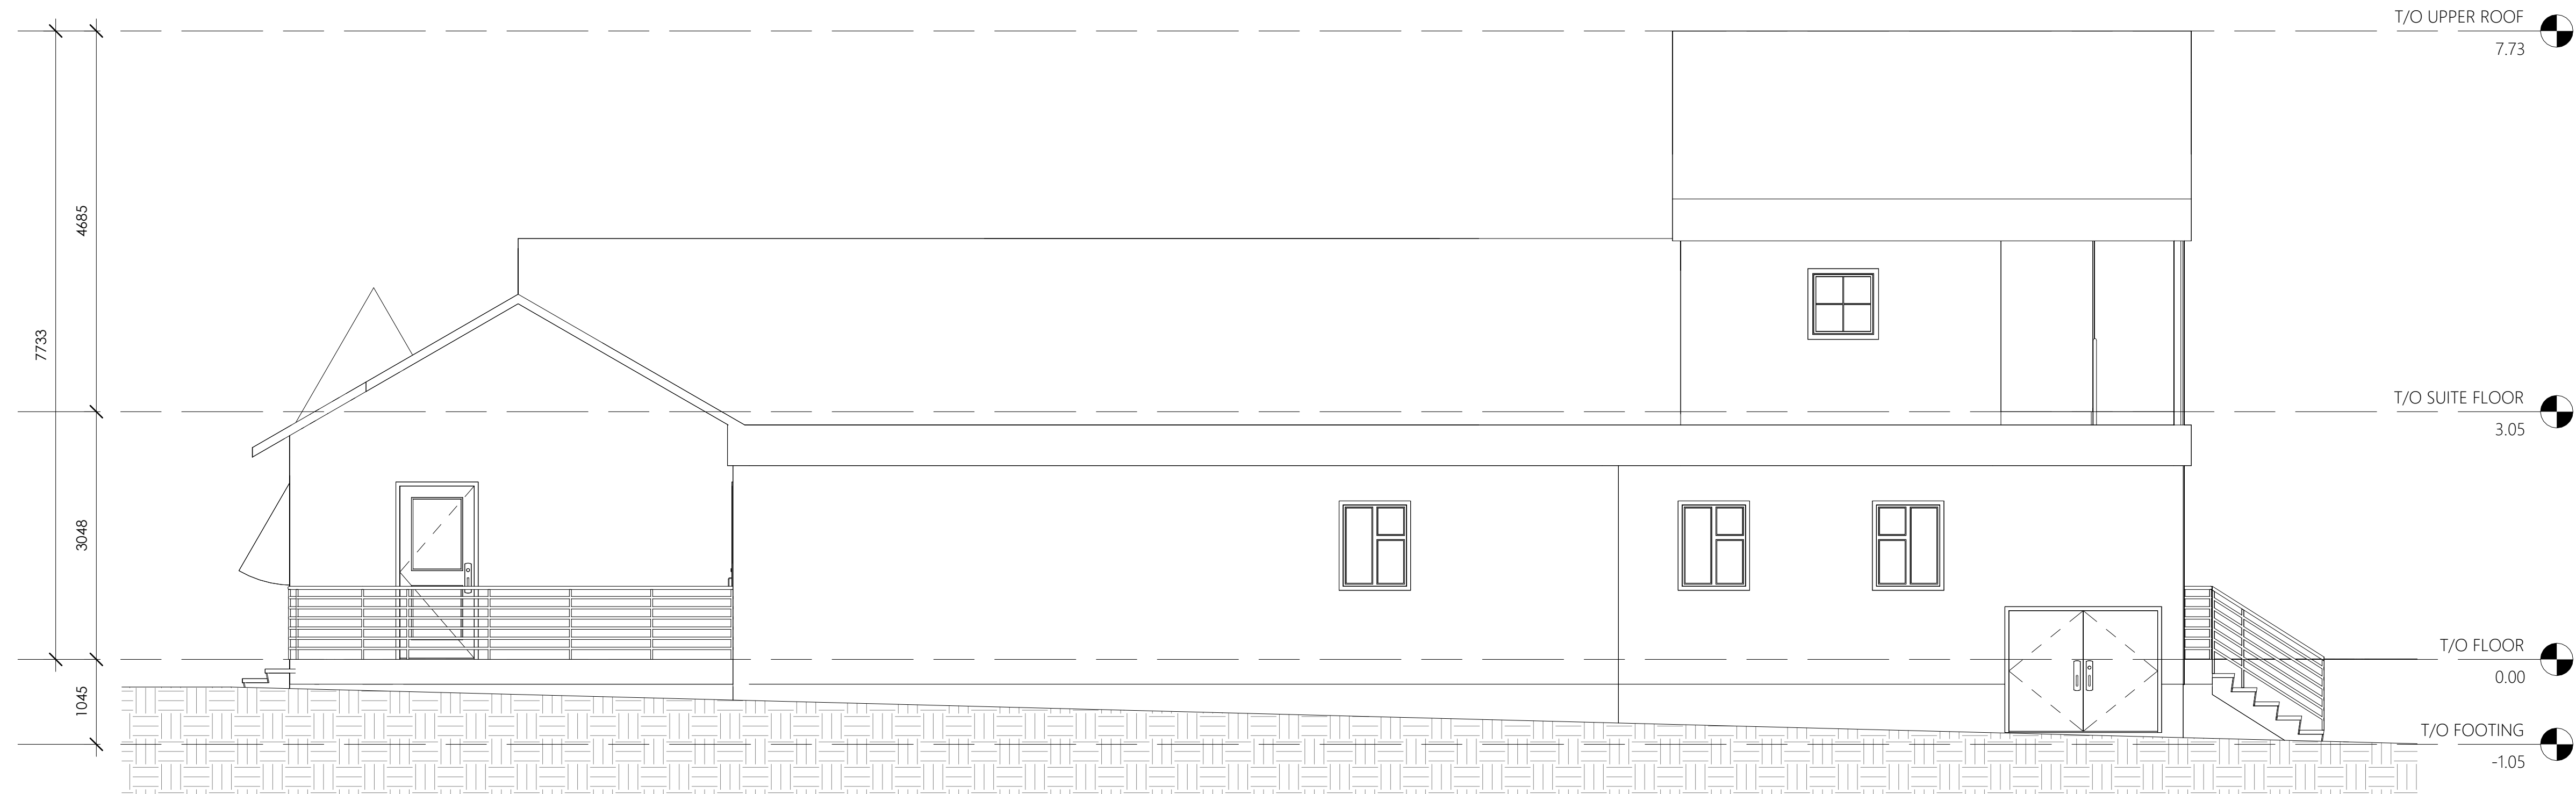 T/O UPPER ROOF
7.73
4685
7733
T/O SUITE FLOOR
3.05
3048
T/O FLOOR
0.00
1045
T/O FOOTING
-1.05